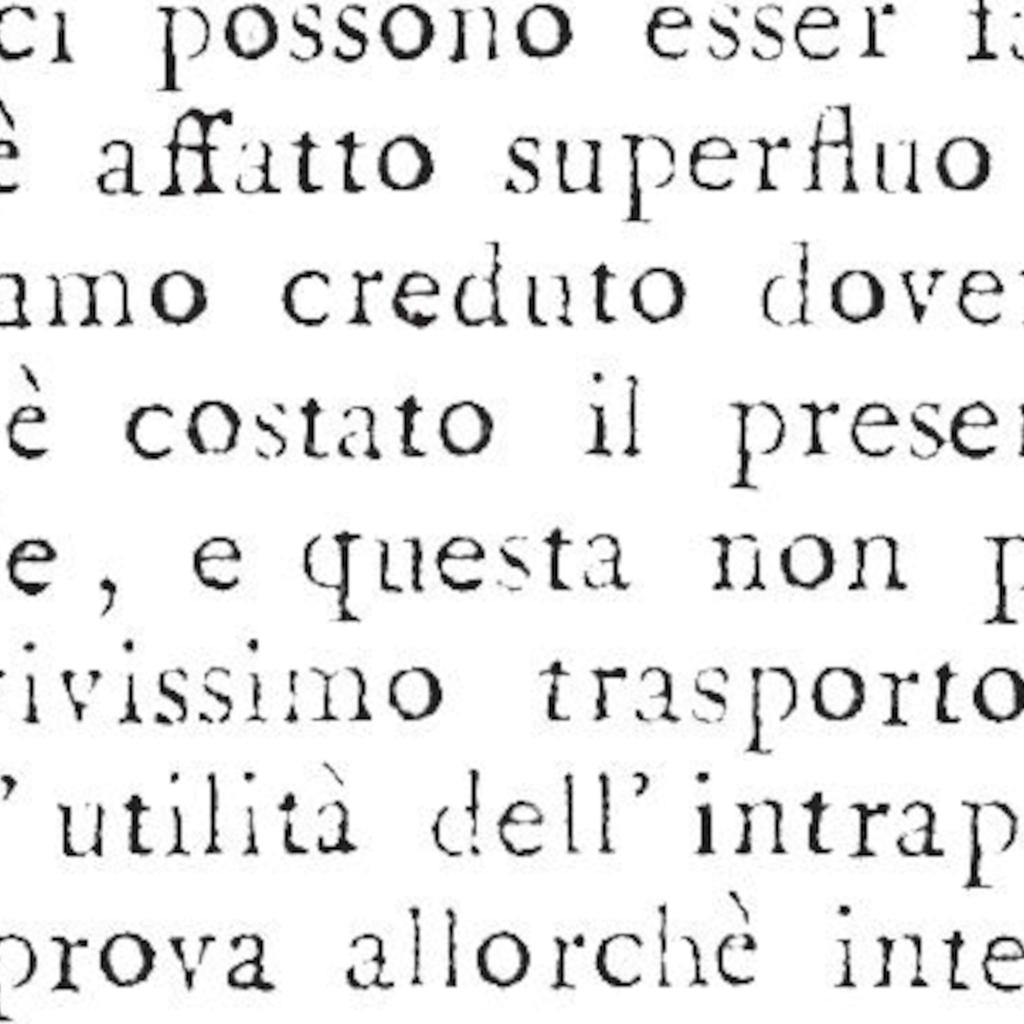 ci possono esser
è affatto superfluo
amo creduto dover
è costato il presen
le, e questa non p
ivissimo trasporto
' utilità dell' intrap
prova allorchè inte